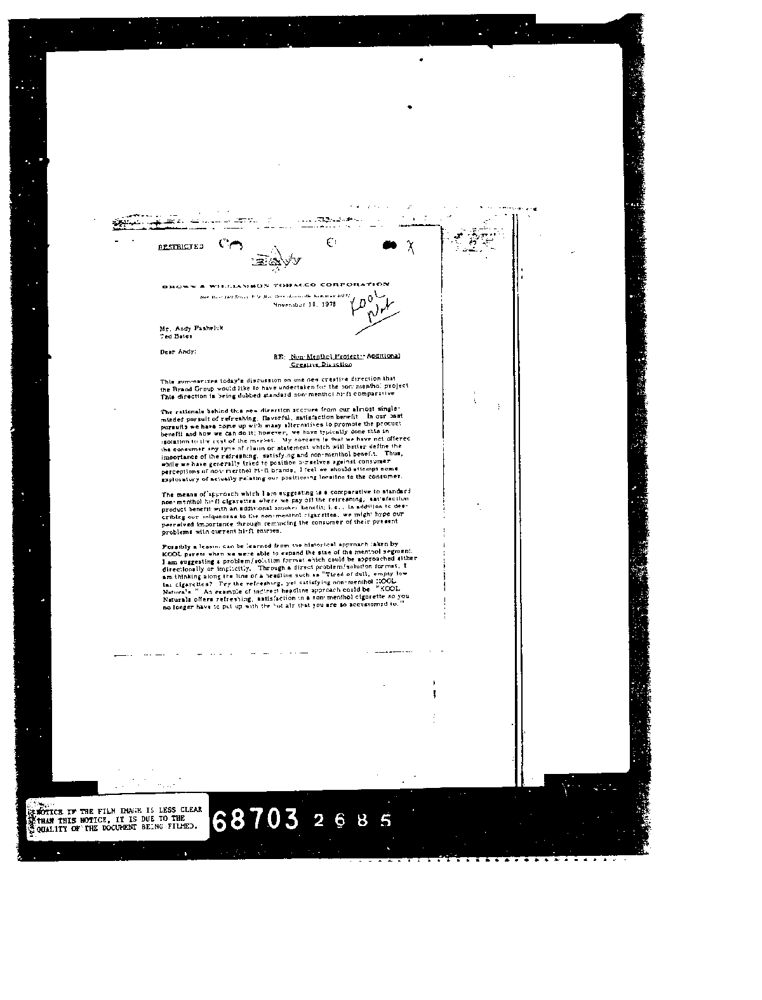 RESTRICTED
B&W
BROWN & WILLIAMSON TOBACCO CORPORATION
November 10, 1978
KOOL
Nat
Mr. Andy Pashelik
Ted Bates
Dear Andy:
RE: Non-Menthol Project - Additional
Creative Direction
This summarizes today's discussion on one new creative direction that
the Brand Group would like to have undertaken for the non-menthol project.
This direction is being dubbed standard non-menthol hi-fi comparative
The rationale behind this new direction accrues from our almost single-
minded pursuit of refreshing, flavorful, satisfaction benefit. In our past
pursuits we have come up with many alternatives to promote the product
benefit and how we can do it; however, we have typically done this in
isolation to the rest of the market. My concern is that we have not offered
the consumer any type of claim or statement which will better define the
importance of the refreshing, satisfying and non-menthol benefit. Thus,
while we have generally tried to position ourselves against consumer
perceptions of non-menthol hi-fi brands, I feel we should attempt some
exploratory of actually relating our positioning location to the consumer.
The means of approach which I am suggesting is a comparative to standard
non-menthol hi-fi cigarettes where we pay off the refreshing, satisfaction
product benefit with an additional smoker benefit; i.e., in addition to des-
cribing our uniqueness to the non-menthol cigarettes, we might hype our
perceived importance through reminding the consumer of their present
problems with current hi-fi entries.
Possibly a lesson can be learned from the historical approach taken by
KOOL parent when we were able to expand the size of the menthol segment.
I am suggesting a problem/solution format which could be approached either
directionally or implicitly. Through a direct problem/solution format, I
am thinking along the line of a headline such as "Tired of dull, empty low
tar cigarettes? Try the refreshing, yet satisfying non-menthol KOOL
Naturals." An example of indirect headline approach could be "KOOL
Naturals offers refreshing, satisfaction in a non-menthol cigarette so you
no longer have to put up with the hot air that you are so accustomed to."
NOTICE IF THE FILM IMAGE IS LESS CLEAR
THAN THIS NOTICE, IT IS DUE TO THE
QUALITY OF THE DOCUMENT BEING FILMED.
68703 2685